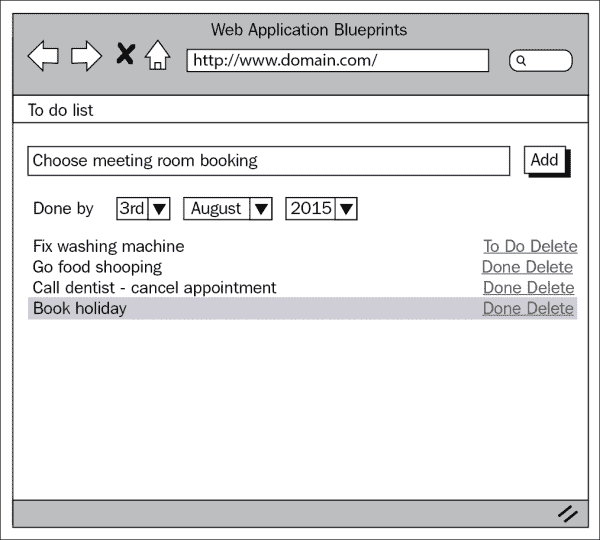 Web Application Blueprints
http://www.domain.com/
To do list
Choose meeting room booking Add
Done by 3rd August 2015
Fix washing machine To Do Delete
Go food shooping Done Delete
Call dentist - cancel appointment Done Delete
Book holiday Done Delete